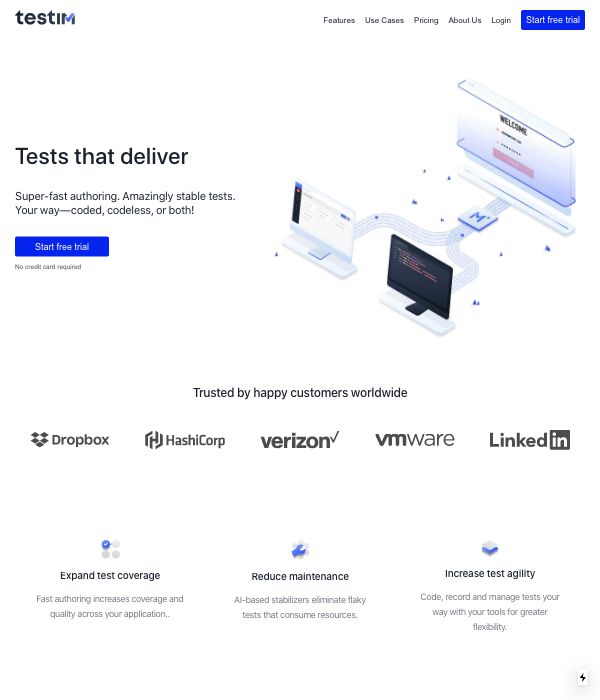 testim
Features Use Cases Pricing About Us Login Start free trial
WELCOME
Tests that deliver
Super-fast authoring. Amazingly stable tests.
Your way—coded, codeless, or both!
Start free trial
No credit card required
Trusted by happy customers worldwide
Dropbox HashiCorp verizon vmware LinkedIn
Expand test coverage
Fast authoring increases coverage and
quality across your application..
Reduce maintenance
AI-based stabilizers eliminate flaky
tests that consume resources.
Increase test agility
Code, record and manage tests your
way with your tools for greater
flexibility.